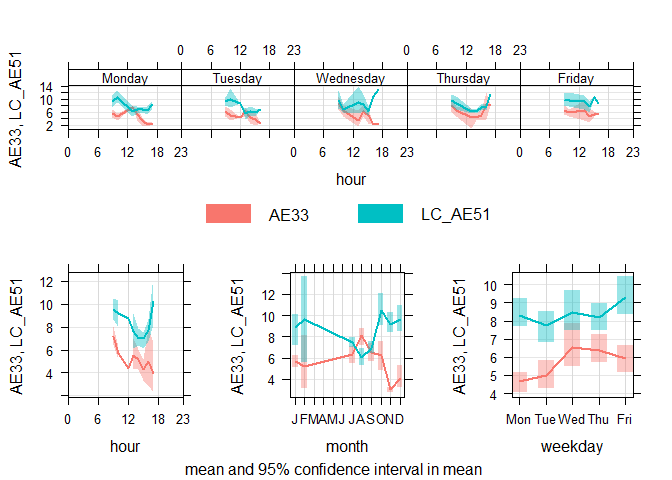 0 6 12 18 23 0 6 12 18 23
Monday Tuesday Wednesday Thursday Friday
14
10
6
2
AE33, LC_AE51
0 6 12 18 23 0 6 12 18 23 0 6 12 18 23
hour
AE33 LC_AE51
12
10
8
6
4
AE33, LC_AE51
0 6 12 18 23
hour
12
10
8
6
4
AE33, LC_AE51
J F M A M J J A S O N D
month
10
9
8
7
6
5
4
AE33, LC_AE51
Mon Tue Wed Thu Fri
weekday
mean and 95% confidence interval in mean